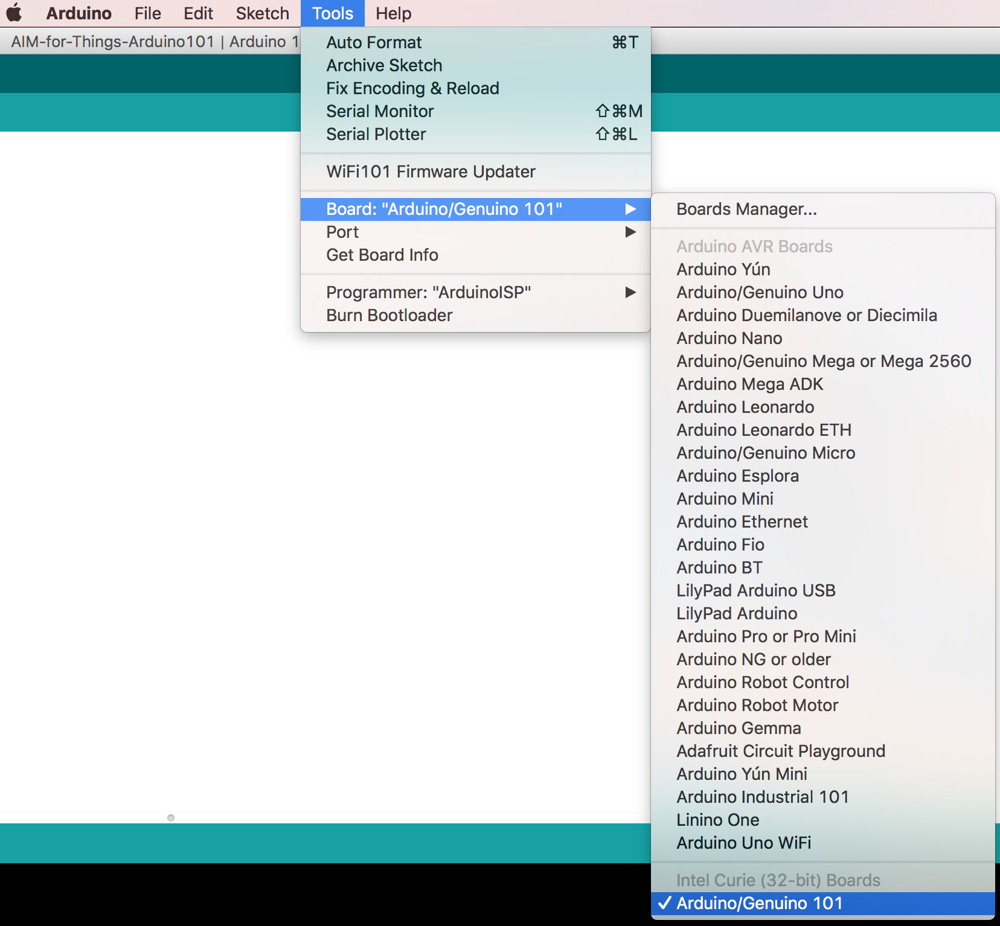 Arduino File Edit Sketch Tools Help
AIM-for-Things-Arduino101 | Arduino 1
Auto Format ⌘T
Archive Sketch
Fix Encoding & Reload
Serial Monitor ⇧⌘M
Serial Plotter ⇧⌘L
WiFi101 Firmware Updater
Board: "Arduino/Genuino 101"
Port
Get Board Info
Programmer: "ArduinoISP"
Burn Bootloader
Boards Manager...
Arduino AVR Boards
Arduino Yún
Arduino/Genuino Uno
Arduino Duemilanove or Diecimila
Arduino Nano
Arduino/Genuino Mega or Mega 2560
Arduino Mega ADK
Arduino Leonardo
Arduino Leonardo ETH
Arduino/Genuino Micro
Arduino Esplora
Arduino Mini
Arduino Ethernet
Arduino Fio
Arduino BT
LilyPad Arduino USB
LilyPad Arduino
Arduino Pro or Pro Mini
Arduino NG or older
Arduino Robot Control
Arduino Robot Motor
Arduino Gemma
Adafruit Circuit Playground
Arduino Yún Mini
Arduino Industrial 101
Linino One
Arduino Uno WiFi
Intel Curie (32-bit) Boards
✓ Arduino/Genuino 101